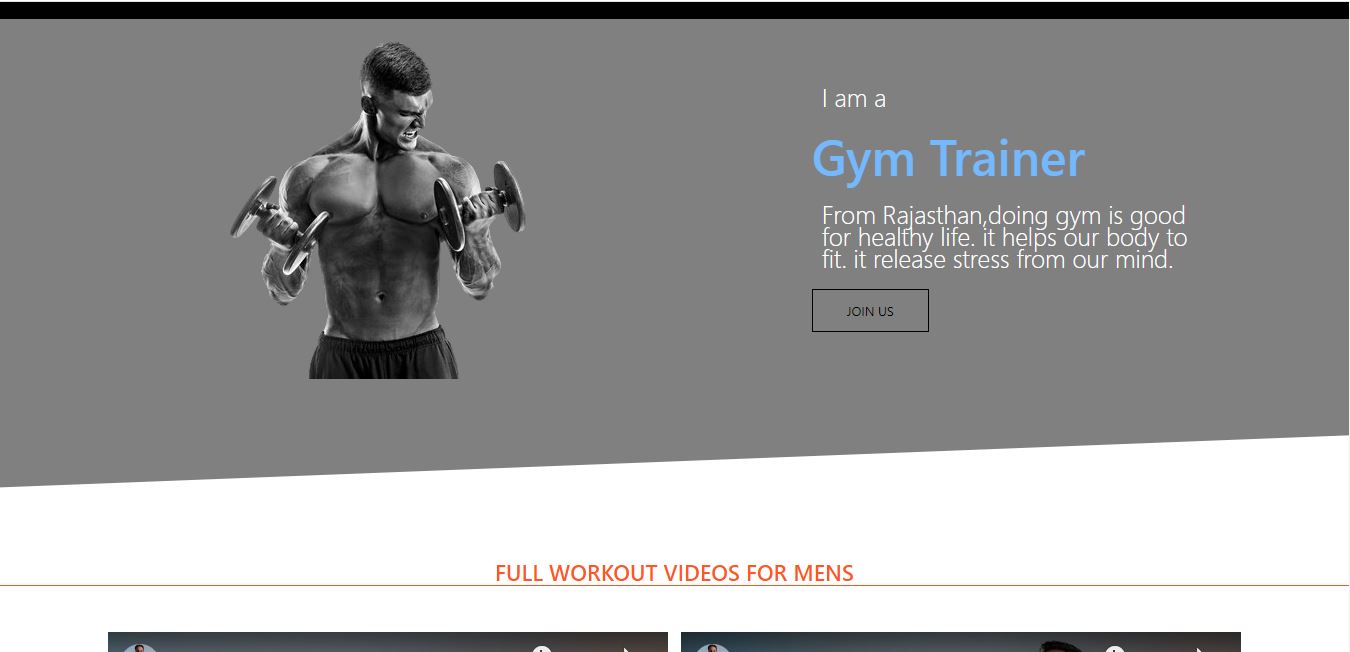 I am a
Gym Trainer
From Rajasthan,doing gym is good
for healthy life. it helps our body to
fit. it release stress from our mind.
JOIN US
FULL WORKOUT VIDEOS FOR MENS